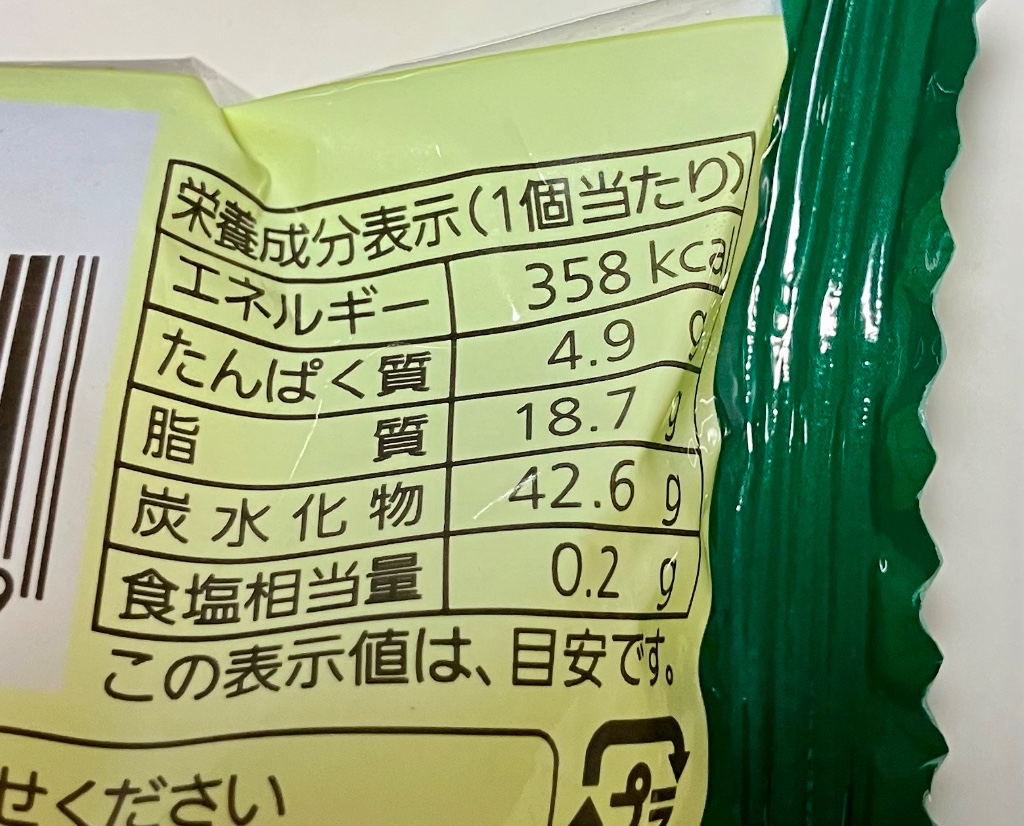 栄養成分表示(1個当たり)
エネルギー 358 kcal
たんぱく質 4.9 g
脂質 18.7 g
炭水化物 42.6 g
食塩相当量 0.2 g
この表示値は、目安です。
せください
プラ